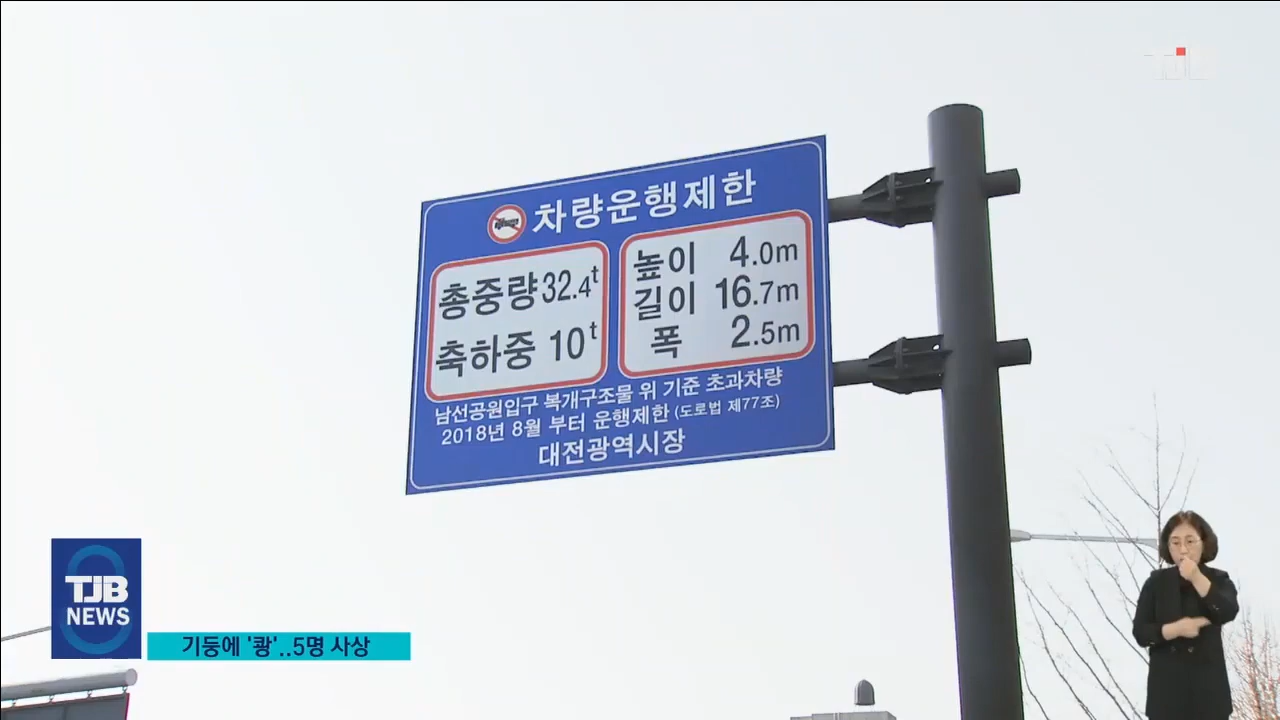 TJB
차량운행제한
총중량 32.4t
축하중 10t
높이 4.0m
길이 16.7m
폭 2.5m
남선공원입구 복개구조물 위 기준 초과차량
2018년 8월 부터 운행제한 (도로법 제77조)
대전광역시장
8
TJB
NEWS
기둥에 '쾅'..5명 사상